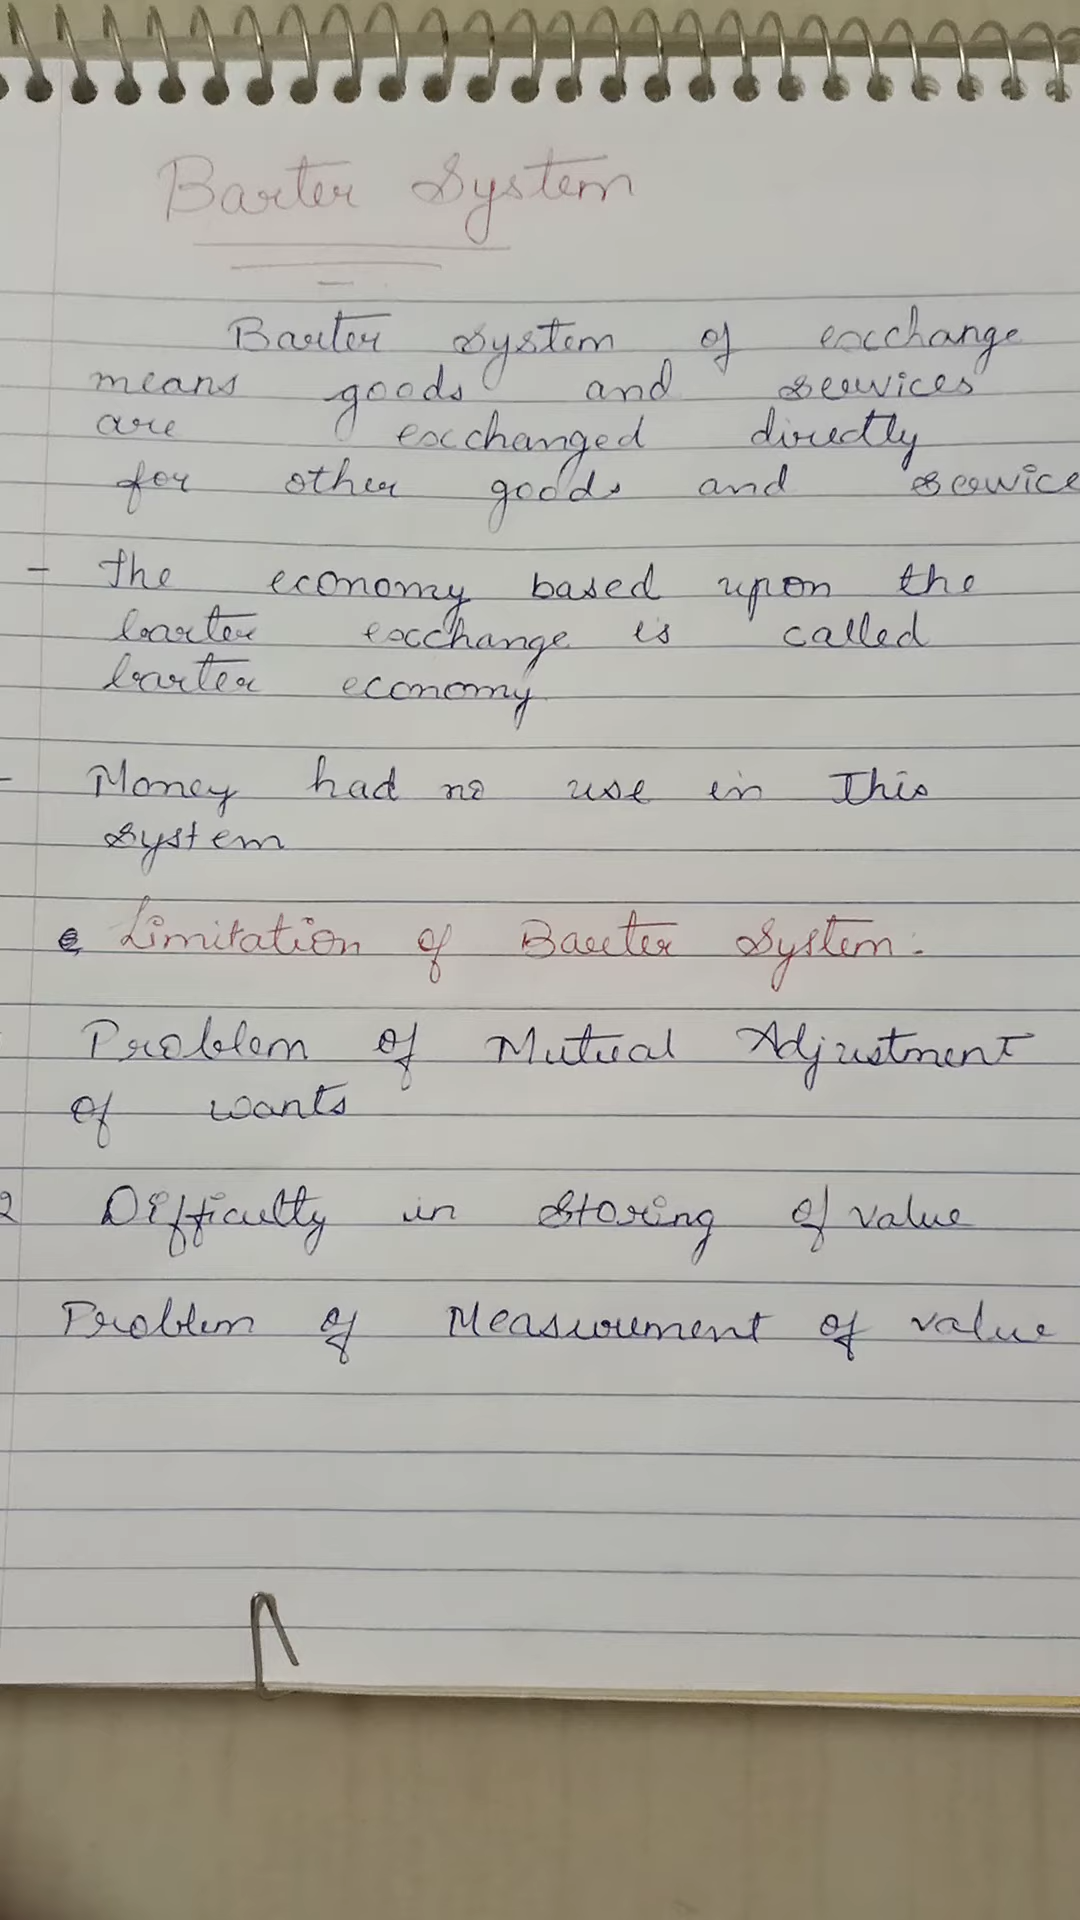 Barter System
Barter system of exchange
means goods and services
are exchanged directly
for other goods and service
- The economy based upon the
barter exchange is called
barter economy
- Money had no use in This
system
Limitation of Barter System:
Problem of Mutual Adjustment
of wants
2 Difficulty in Storing of value
Problem of Measurement of value